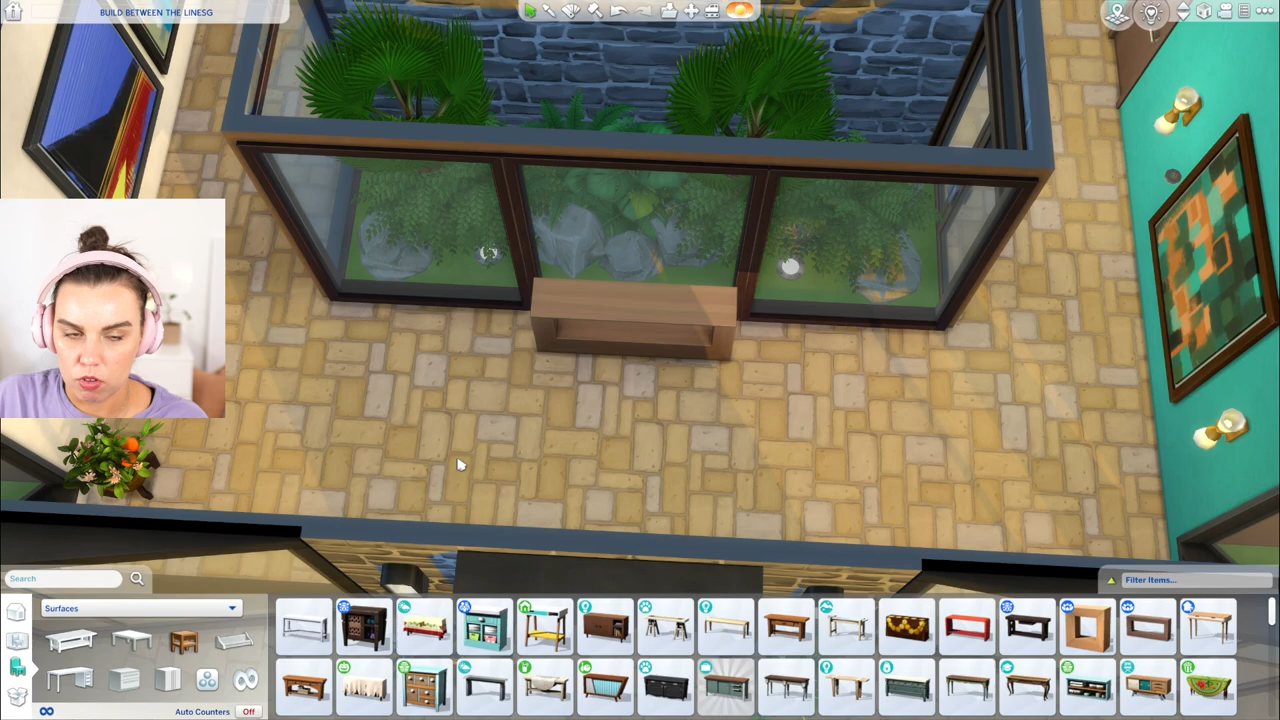 BUILD BETWEEN THE LINESG
Search
Filter Items...
Surfaces
Auto Counters
Off